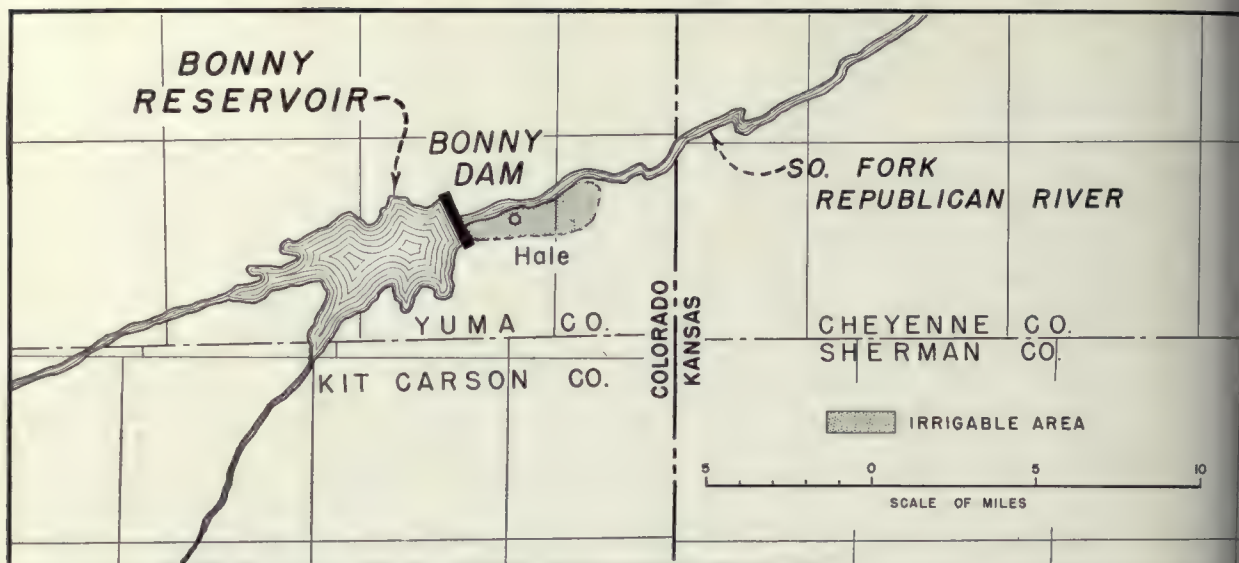 BONNY
RESERVOIR
BONNY
DAM
SO. FORK
REPUBLICAN RIVER
Hale
COLORADO
KANSAS
YUMA CO.
CHEYENNE CO.
SHERMAN CO.
KIT CARSON CO.
IRRIGABLE AREA
5 0 5 10
SCALE OF MILES